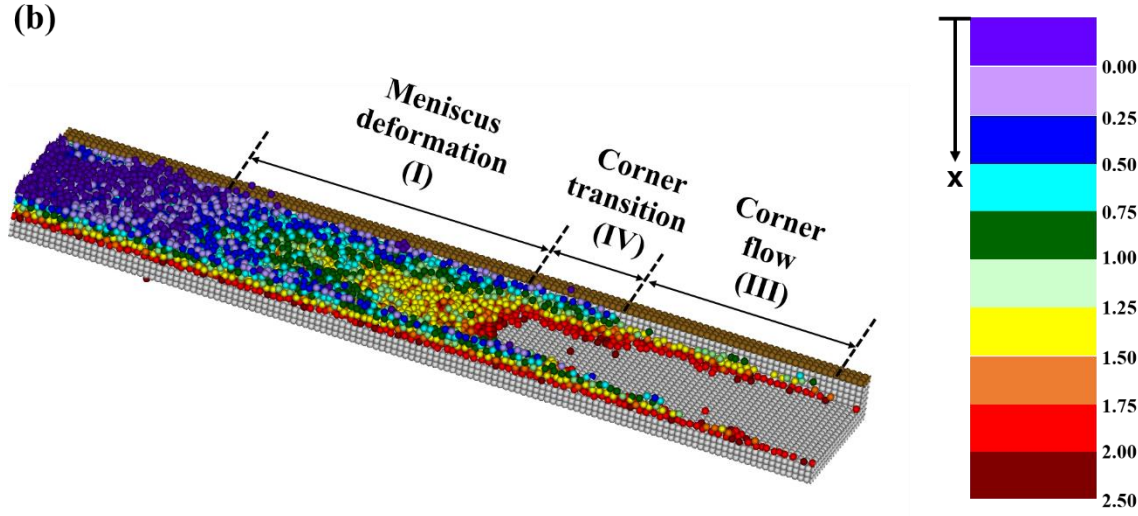 (b)
Meniscus
deformation
(I)
Corner
transition
(IV)
Corner
flow
(III)
x
0.00
0.25
0.50
0.75
1.00
1.25
1.50
1.75
2.00
2.50